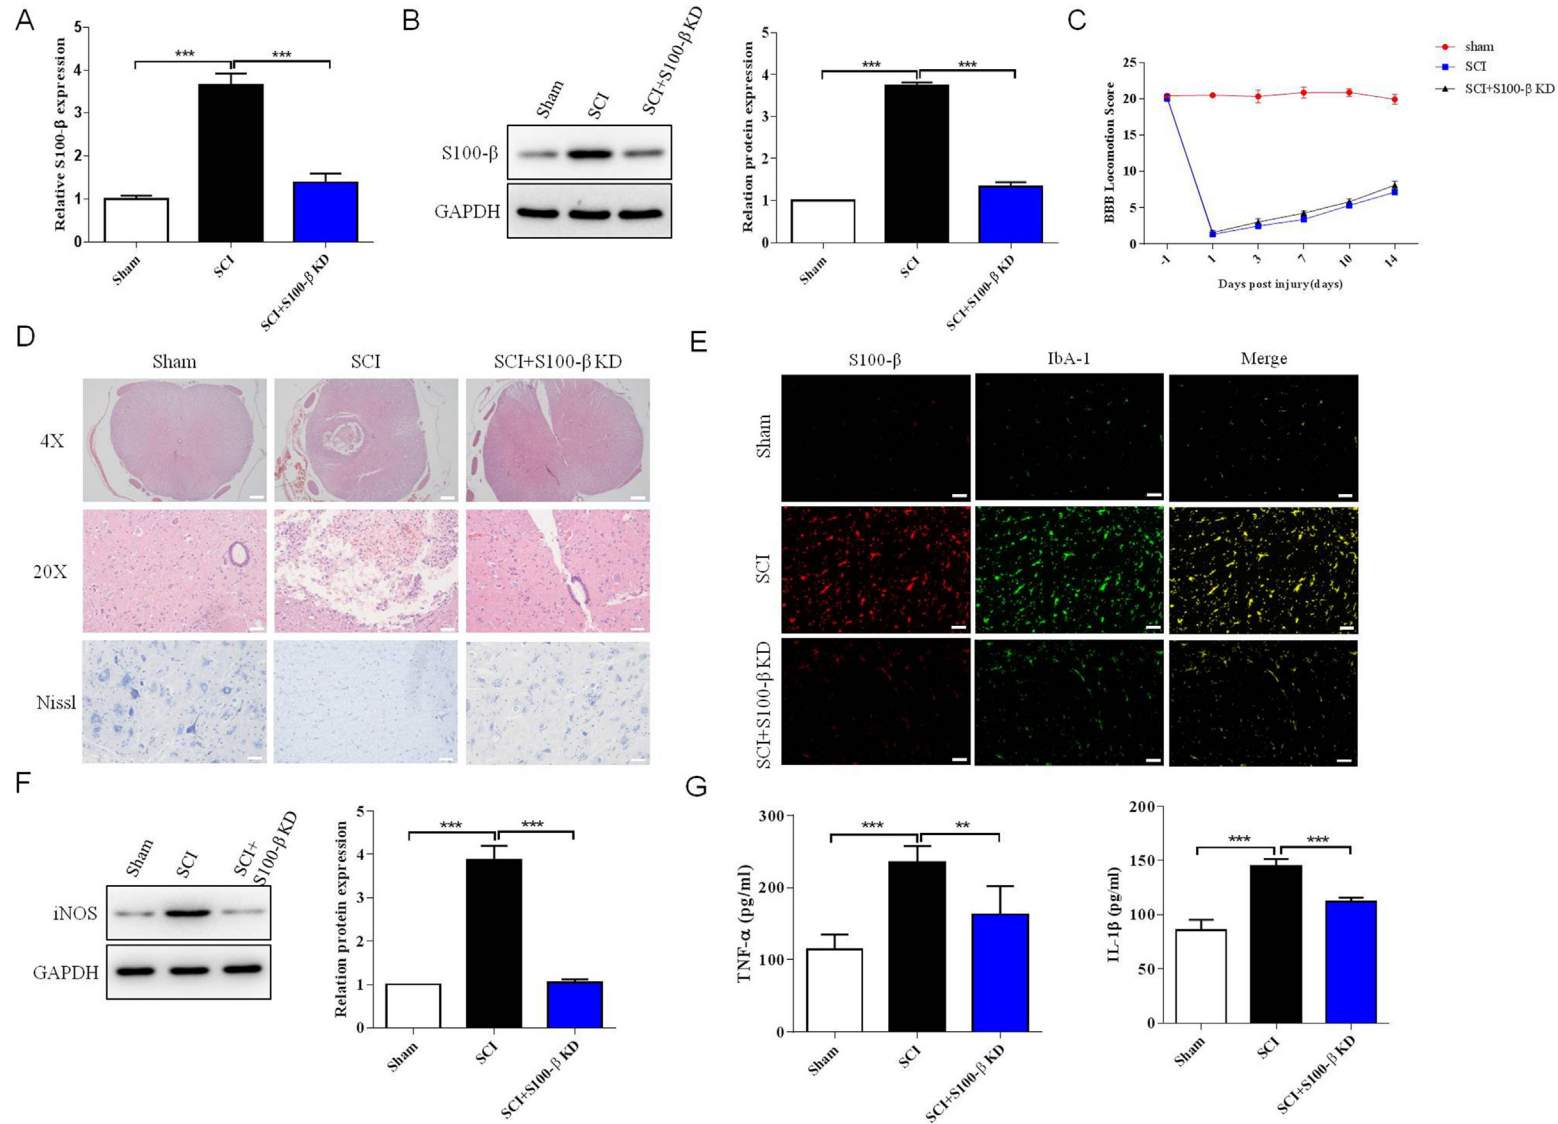 A
Relative S100-β expression
5
4
3
2
1
0
***
***
Sham
SCI
SCI+S100-β KD
B
Sham
SCI
SCI+S100-β KD
S100-β
GAPDH
Relation protein expression
5
4
3
2
1
0
***
***
Sham
SCI
SCI+S100-β KD
C
sham
SCI
SCI+S100-β KD
BBB Locomotion Score
25
20
15
10
5
0
-1
1
3
7
10
14
Days post injury(days)
D
Sham
SCI
SCI+S100-β KD
4X
20X
Nissl
E
S100-β
IbA-1
Merge
Sham
SCI
SCI+S100-β KD
F
Sham
SCI
SCI+
S100-β KD
iNOS
GAPDH
Relation protein expression
5
4
3
2
1
0
***
***
Sham
SCI
SCI+S100-β KD
G
TNF-α (pg/ml)
300
200
100
0
***
**
Sham
SCI
SCI+S100-β KD
IL-1β (pg/ml)
200
150
100
50
0
***
***
Sham
SCI
SCI+S100-β KD